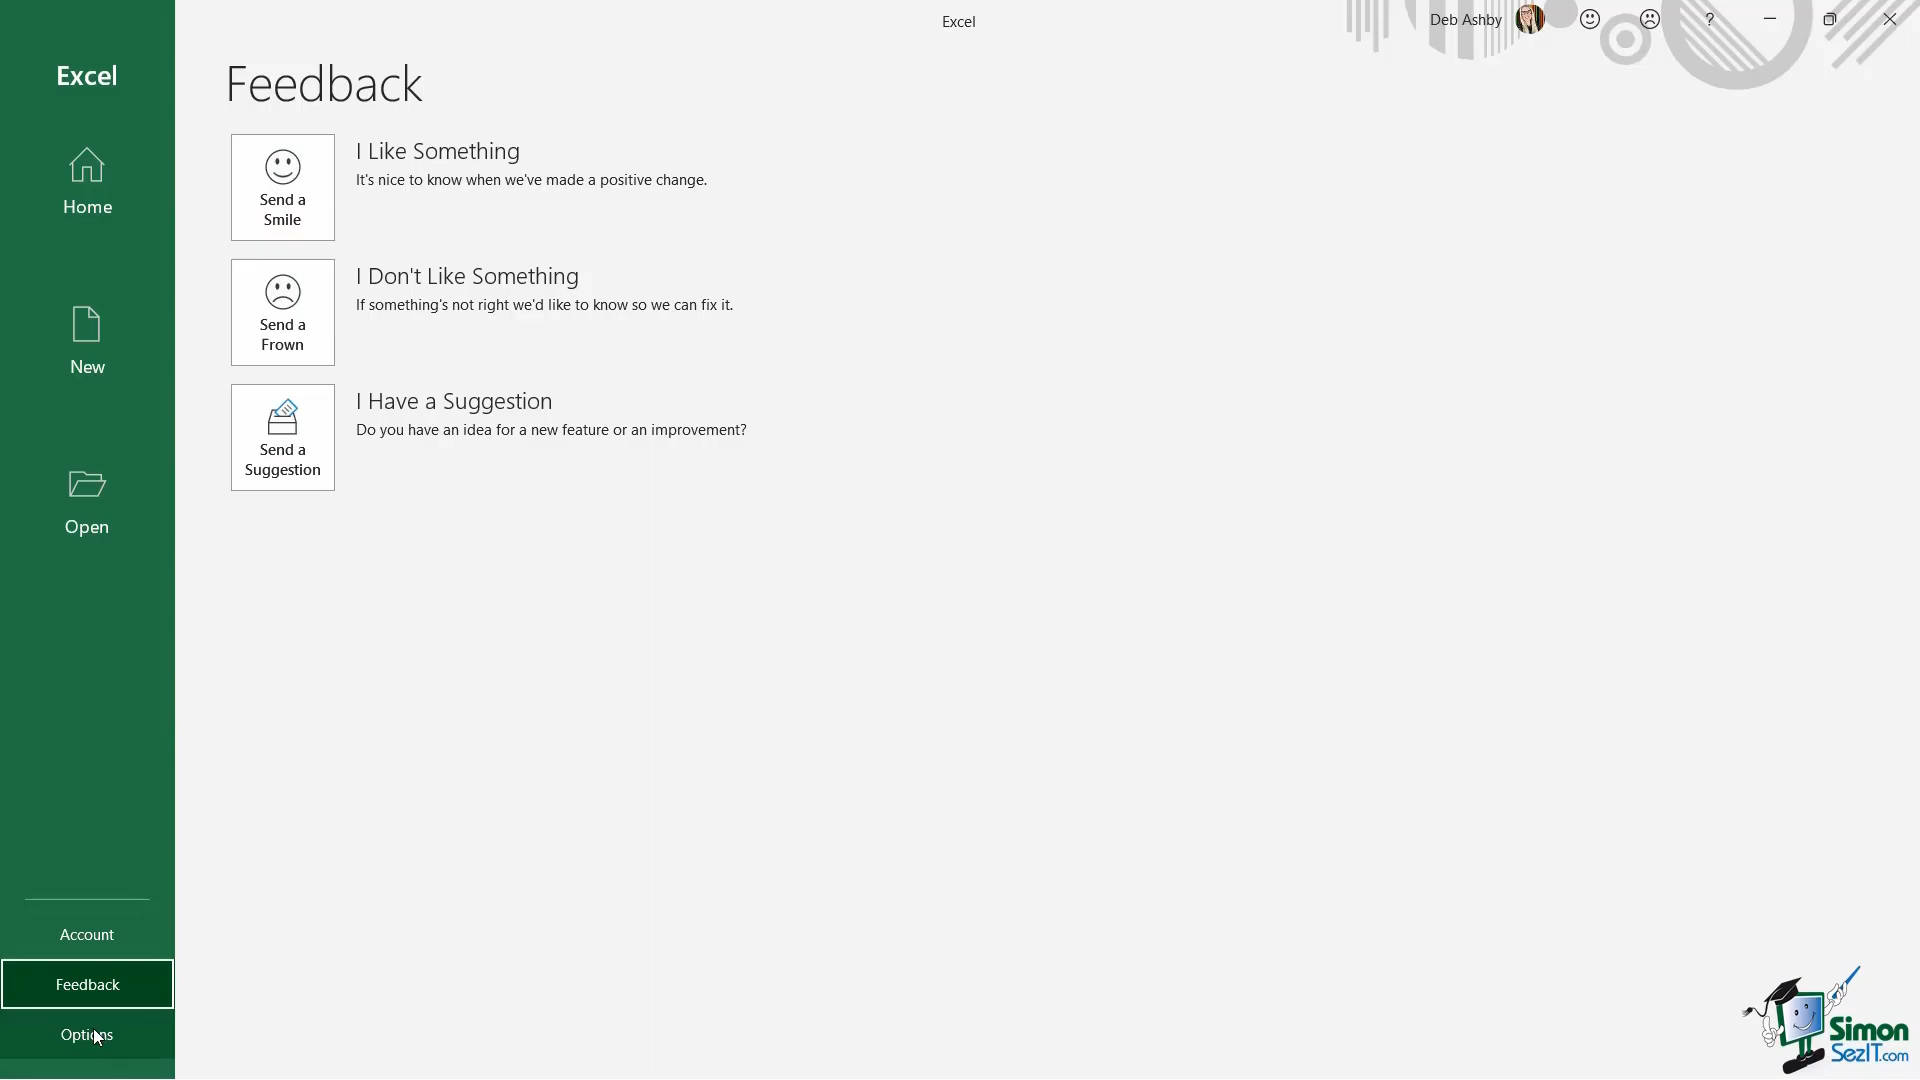 Excel
Deb Ashby
?
Excel
Home
New
Open
Account
Feedback
Options
Feedback
Send a
Smile
I Like Something
It's nice to know when we've made a positive change.
Send a
Frown
I Don't Like Something
If something's not right we'd like to know so we can fix it.
Send a
Suggestion
I Have a Suggestion
Do you have an idea for a new feature or an improvement?
Simon
SezIT.com